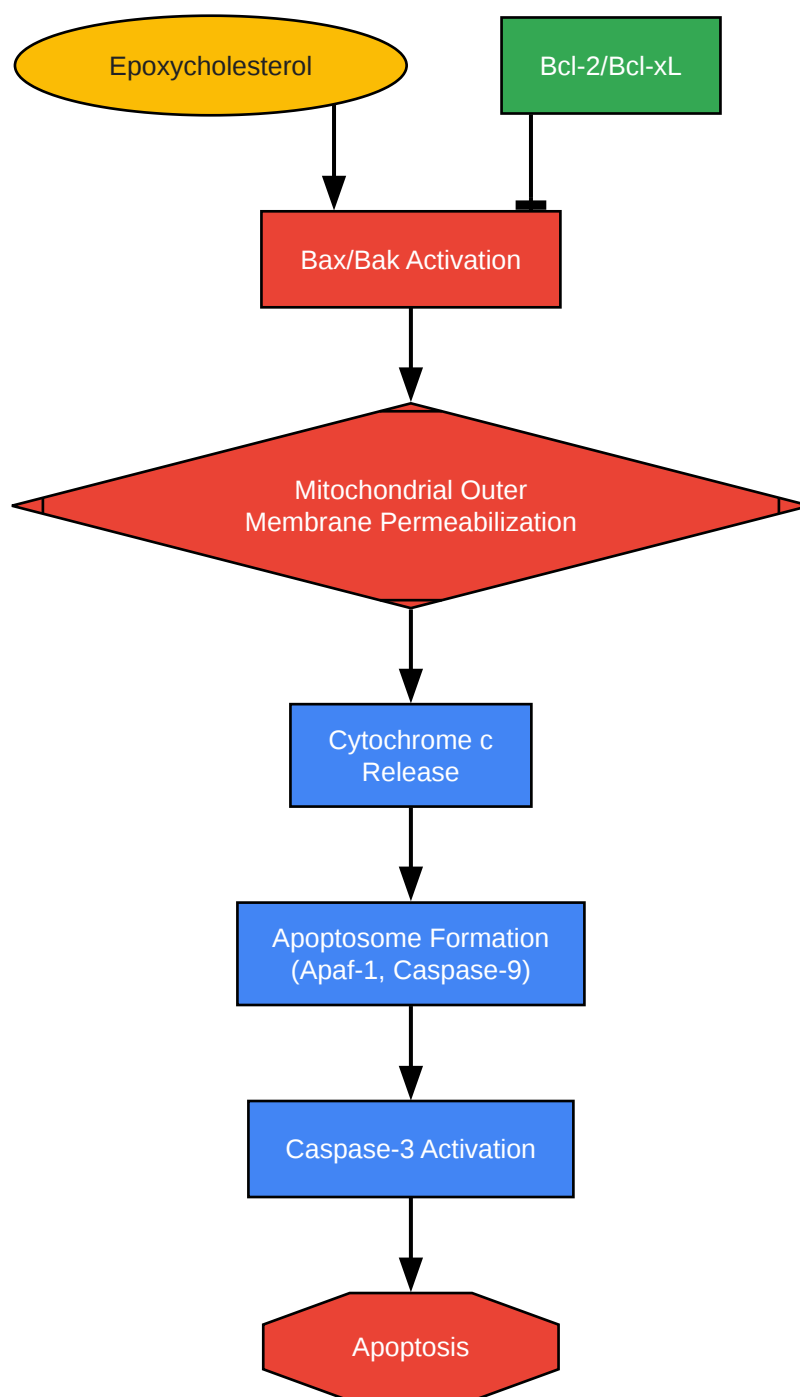 Epoxycholesterol
Bcl-2/Bcl-xL
Bax/Bak Activation
Mitochondrial Outer
Membrane Permeabilization
Cytochrome c
Release
Apoptosome Formation
(Apaf-1, Caspase-9)
Caspase-3 Activation
Apoptosis